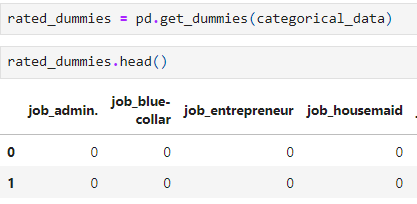 rated_dummies = pd.get_dummies(categorical_data)
rated_dummies.head()
job_admin. job_blue-collar job_entrepreneur job_housemaid
0 0 0 0 0
1 0 0 0 0